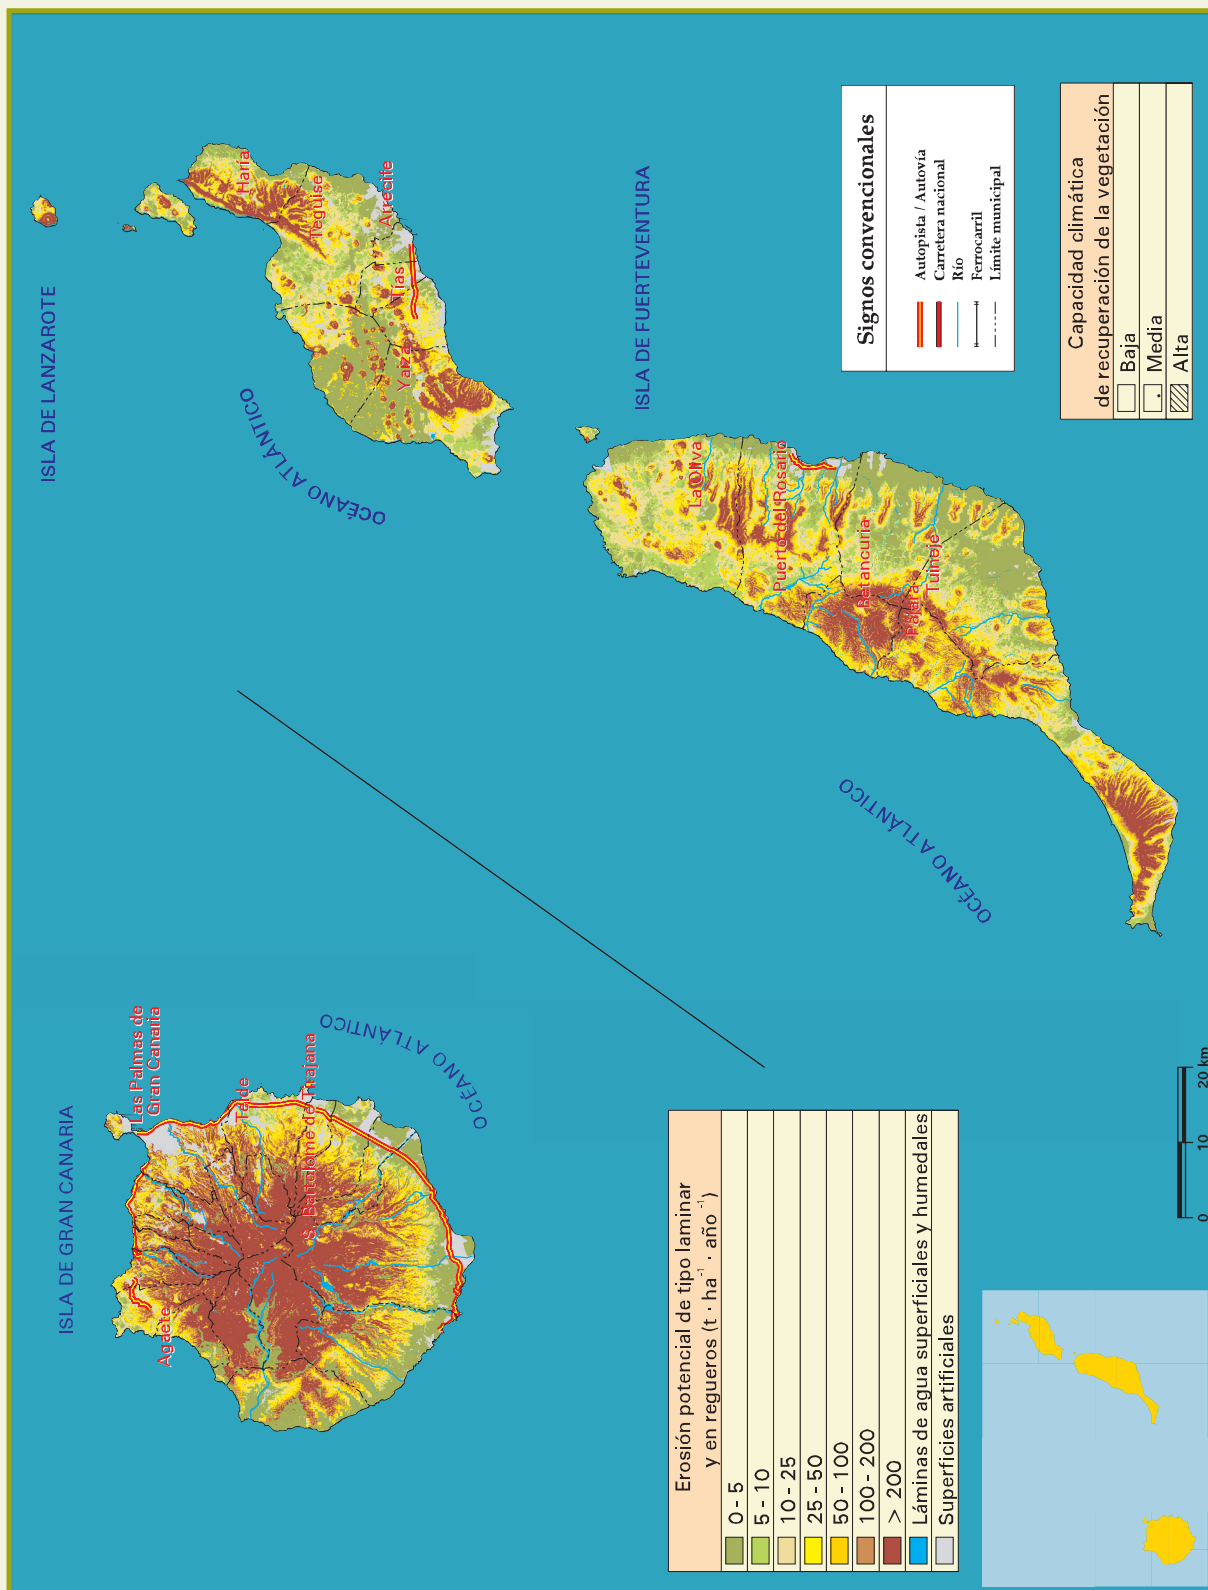 ISLA DE GRAN CANARIA
Las Palmas de
Gran Canaria
Agaete
Telde
S. Bartolomé de Tirajana
OCÉANO ATLÁNTICO
ISLA DE LANZAROTE
Haría
Teguise
Arrecife
Tías
Yaiza
OCÉANO ATLÁNTICO
ISLA DE FUERTEVENTURA
La Oliva
Puerto del Rosario
Betancuria
Pájara
Tuineje
OCÉANO ATLÁNTICO
Erosión potencial de tipo laminar
y en regueros (t · ha⁻¹ · año⁻¹)
0 - 5
5 - 10
10 - 25
25 - 50
50 - 100
100 - 200
> 200
Láminas de agua superficiales y humedales
Superficies artificiales
0 10 20 km
Signos convencionales
Autopista / Autovía
Carretera nacional
Río
Ferrocarril
Límite municipal
Capacidad climática
de recuperación de la vegetación
Baja
Media
Alta